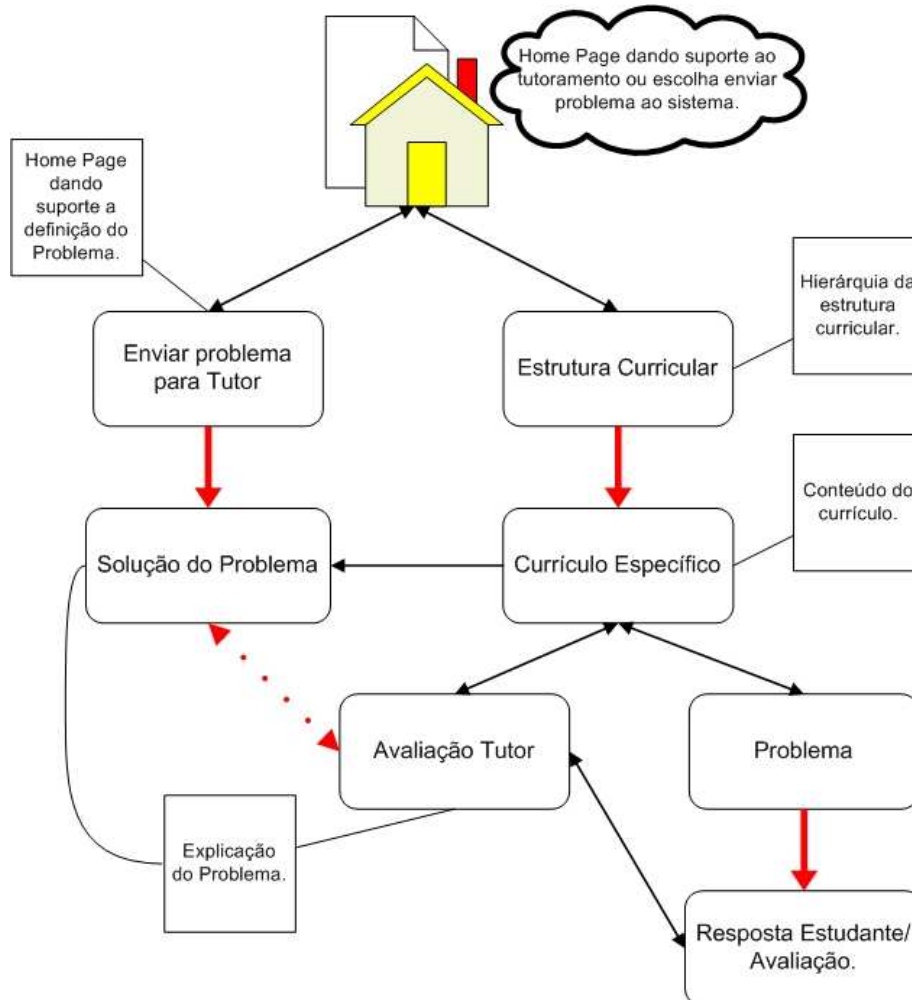 Home Page dando suporte ao
tutoramento ou escolha enviar
problema ao sistema.
Home Page
dando
suporte a
definição do
Problema.
Hierárquia da
estrutura
curricular.
Enviar problema
para Tutor
Estrutura Curricular
Conteúdo do
currículo.
Solução do Problema
Currículo Específico
Avaliação Tutor
Problema
Explicação
do Problema.
Resposta Estudante/
Avaliação.